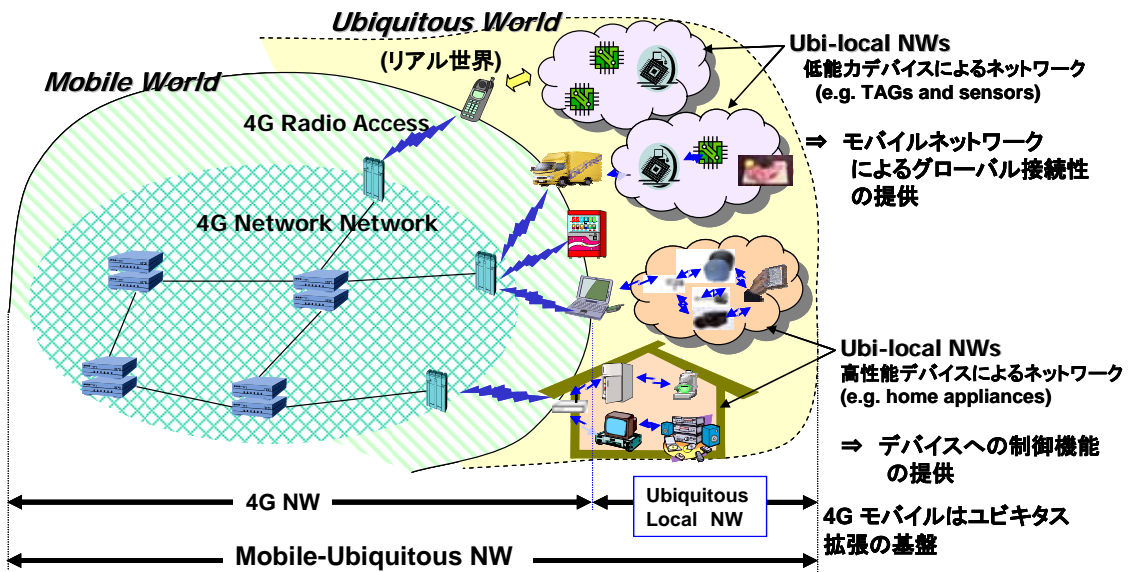 Ubiquitous World
(リアル世界)
Mobile World
4G Radio Access
4G Network Network
Ubi-local NWs
低能力デバイスによるネットワーク
(e.g. TAGs and sensors)
⇒ モバイルネットワーク
によるグローバル接続性
の提供
Ubi-local NWs
高性能デバイスによるネットワーク
(e.g. home appliances)
⇒ デバイスへの制御機能
の提供
4G NW
Ubiquitous
Local NW
4G モバイルはユビキタス
拡張の基盤
Mobile-Ubiquitous NW